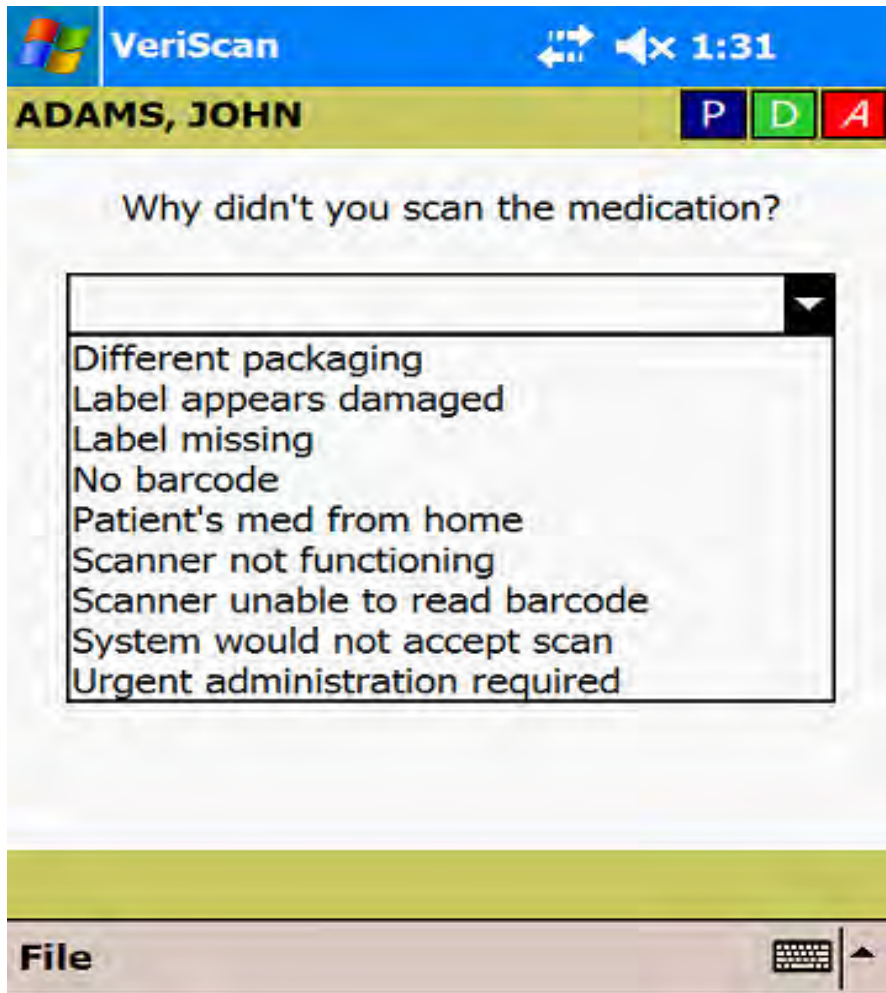 VeriScan 1:31
ADAMS, JOHN P D A
Why didn't you scan the medication?
Different packaging
Label appears damaged
Label missing
No barcode
Patient's med from home
Scanner not functioning
Scanner unable to read barcode
System would not accept scan
Urgent administration required
File